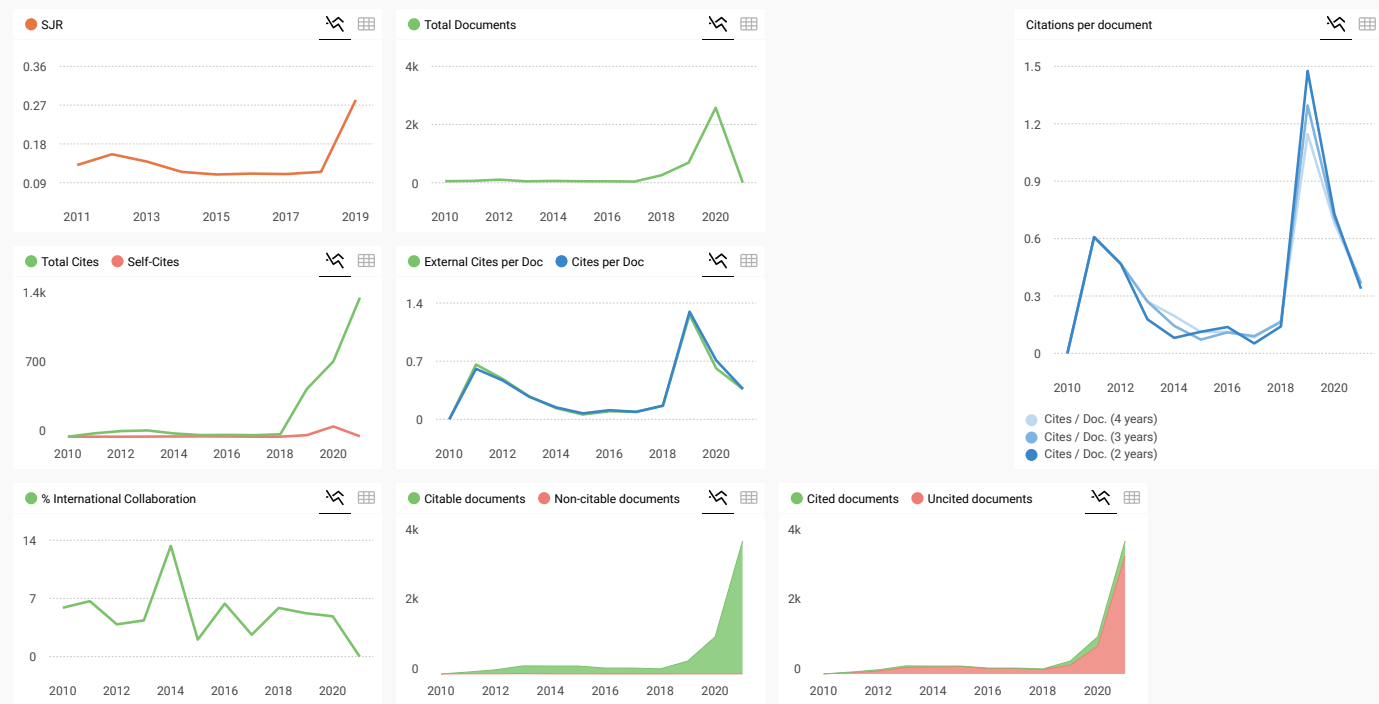 SJR
0.36
0.27
0.18
0.09
2011 2013 2015 2017 2019
Total Documents
4k
2k
0
2010 2012 2014 2016 2018 2020
Citations per document
1.5
1.2
0.9
0.6
0.3
0
2010 2012 2014 2016 2018 2020
Cites / Doc. (4 years)
Cites / Doc. (3 years)
Cites / Doc. (2 years)
Total Cites Self-Cites
1.4k
700
0
2010 2012 2014 2016 2018 2020
External Cites per Doc Cites per Doc
1.4
0.7
0
2010 2012 2014 2016 2018 2020
% International Collaboration
14
7
0
2010 2012 2014 2016 2018 2020
Citable documents Non-citable documents
4k
2k
0
2010 2012 2014 2016 2018 2020
Cited documents Uncited documents
4k
2k
0
2010 2012 2014 2016 2018 2020